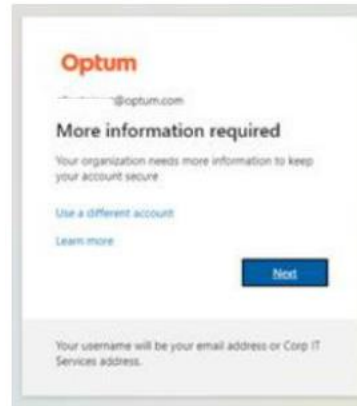 Optum
@optum.com
More information required
Your organization needs more information to keep
your account secure
Use a different account
Learn more
Next
Your username will be your email address or Corp IT
Services address.